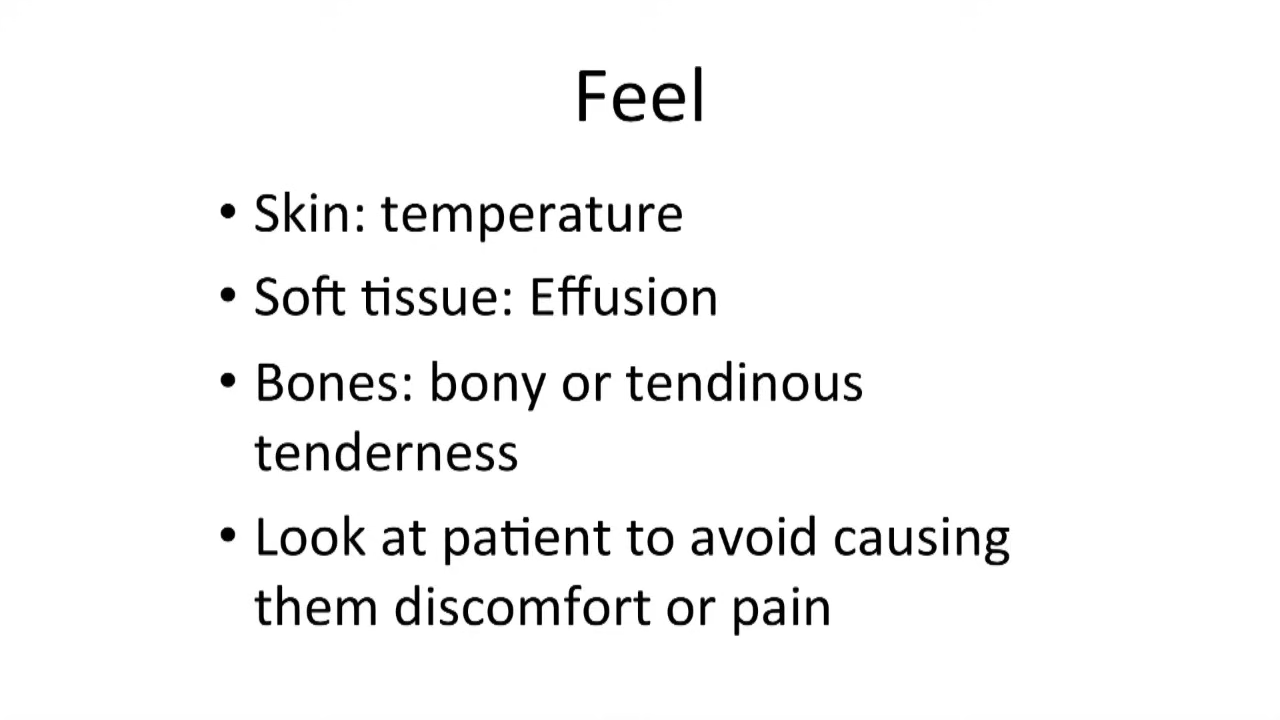 Feel
• Skin: temperature
• Soft tissue: Effusion
• Bones: bony or tendinous
tenderness
• Look at patient to avoid causing
them discomfort or pain